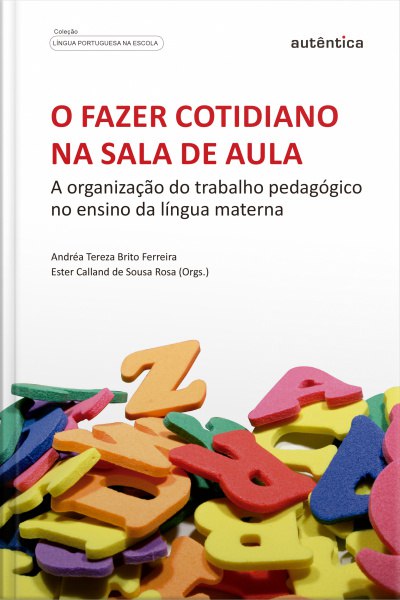 Coleção
LÍNGUA PORTUGUESA NA ESCOLA
autêntica
O FAZER COTIDIANO
NA SALA DE AULA
A organização do trabalho pedagógico
no ensino da língua materna
Andréa Tereza Brito Ferreira
Ester Calland de Sousa Rosa (Orgs.)